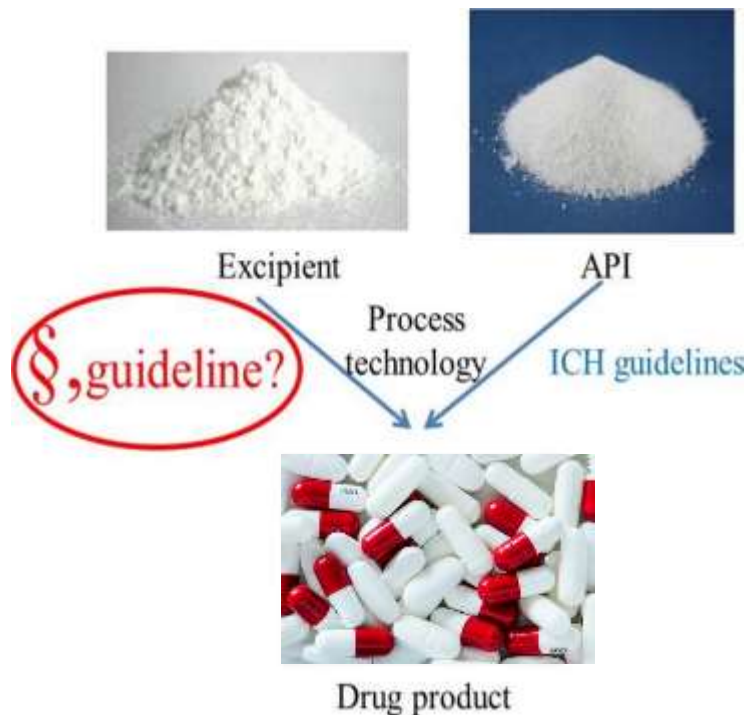 Excipient
API
§, guideline?
Process
technology
ICH guidelines
Drug product